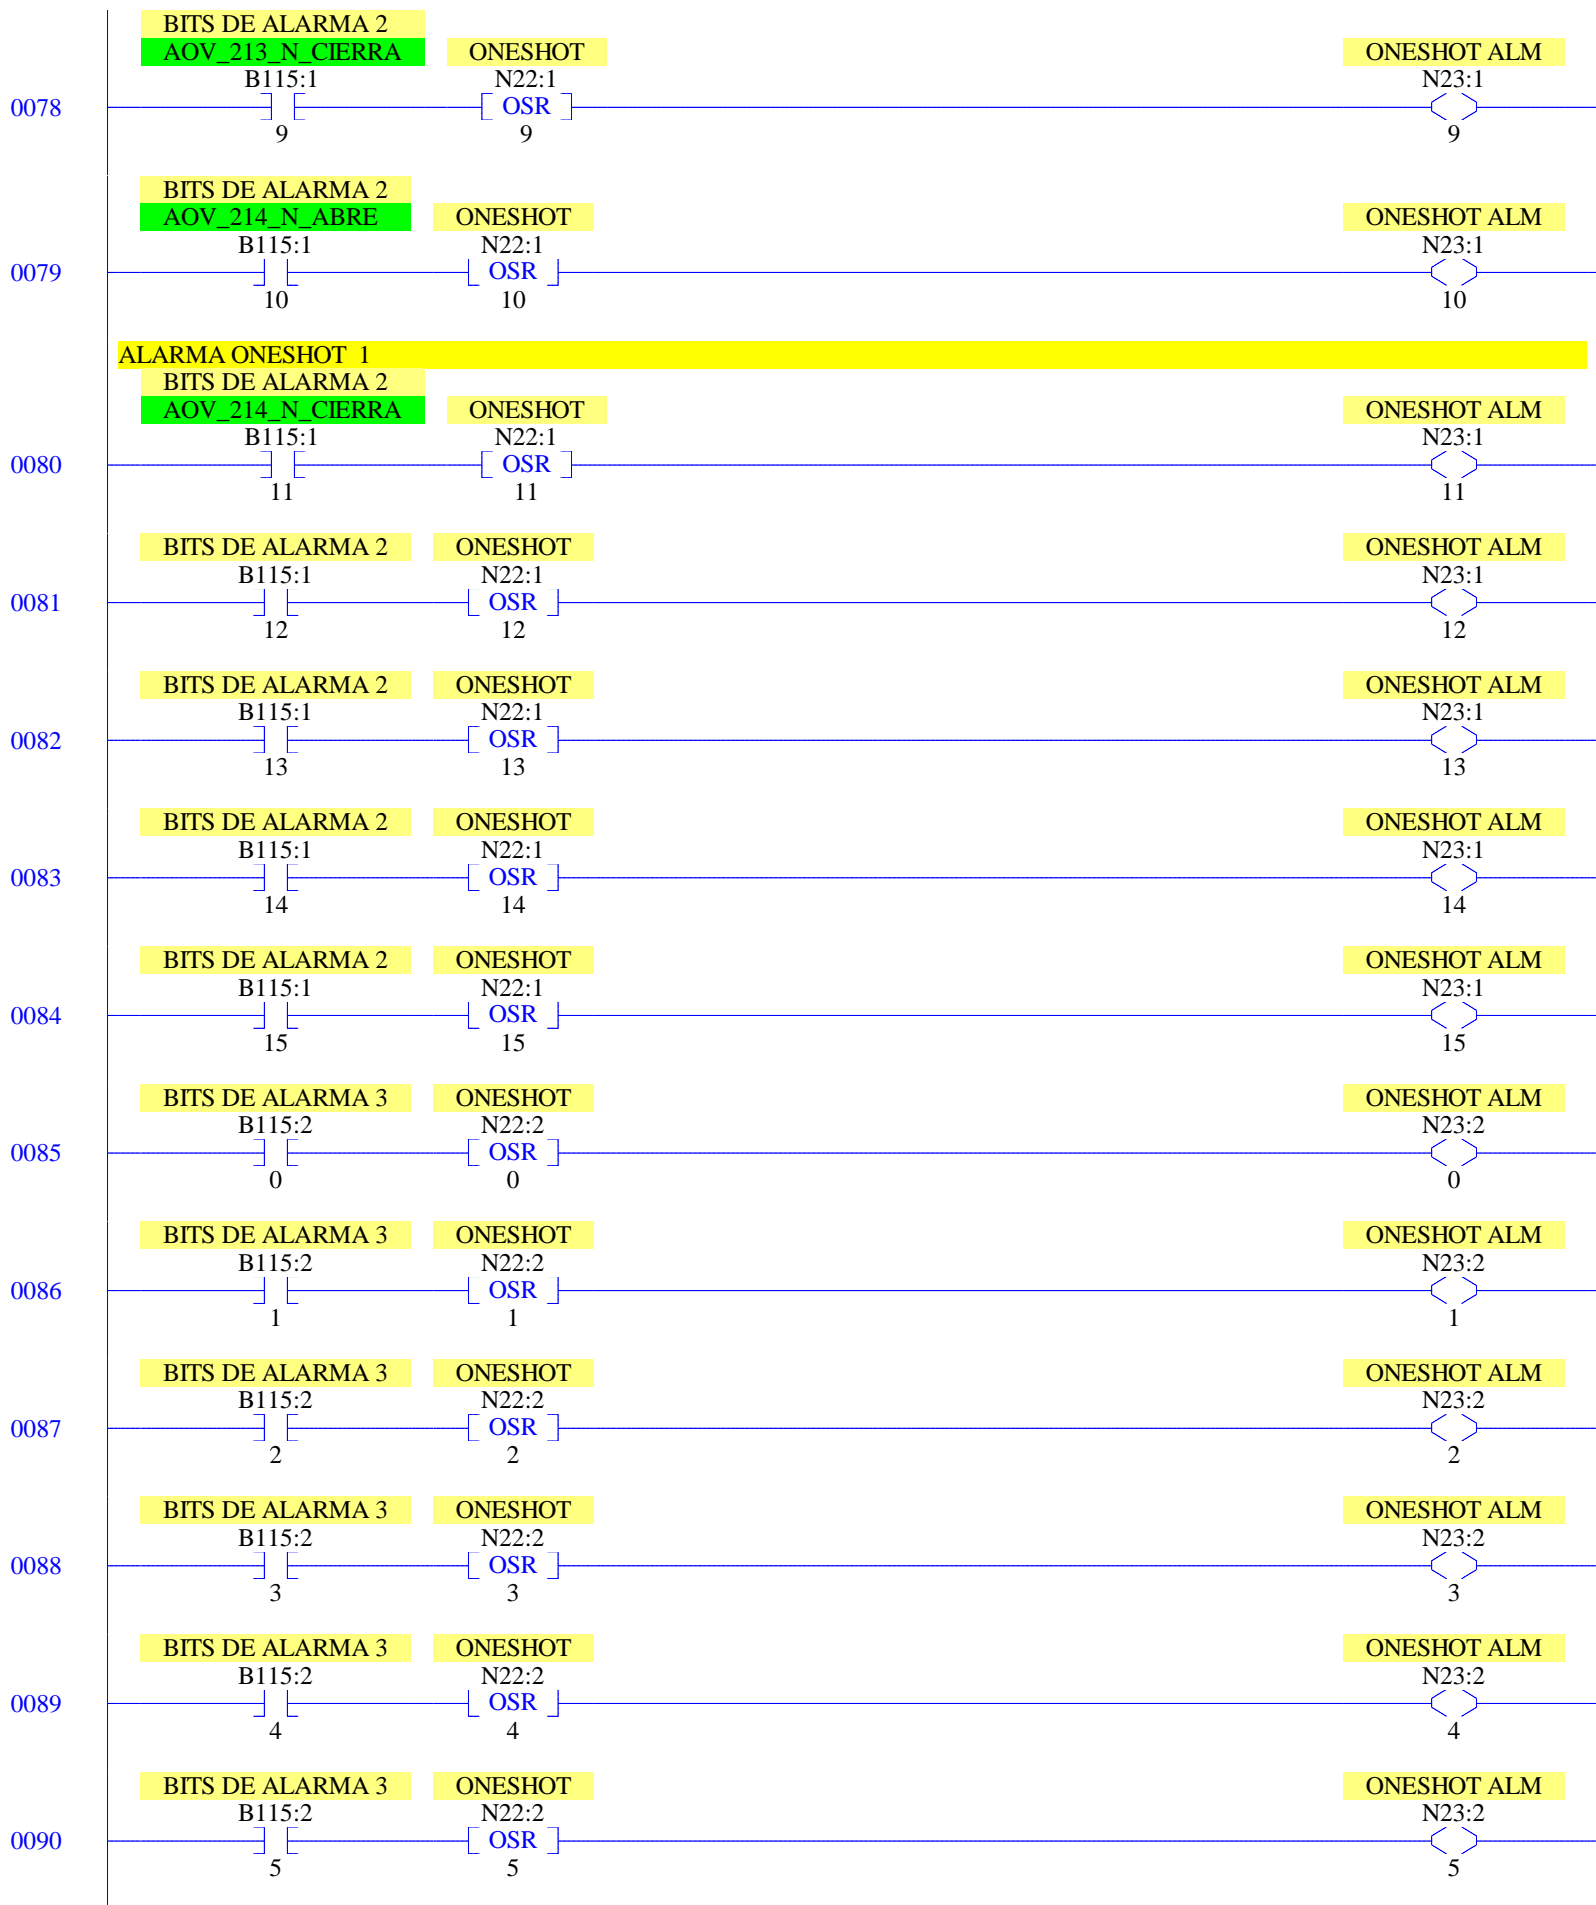 BITS DE ALARMA 2
AOV_213_N_CIERRA ONESHOT ONESHOT ALM
B115:1 N22:1 N23:1
0078 OSR
9 9 9
BITS DE ALARMA 2
AOV_214_N_ABRE ONESHOT ONESHOT ALM
B115:1 N22:1 N23:1
0079 OSR
10 10 10
ALARMA ONESHOT 1
BITS DE ALARMA 2
AOV_214_N_CIERRA ONESHOT ONESHOT ALM
B115:1 N22:1 N23:1
0080 OSR
11 11 11
BITS DE ALARMA 2 ONESHOT ONESHOT ALM
B115:1 N22:1 N23:1
0081 OSR
12 12 12
BITS DE ALARMA 2 ONESHOT ONESHOT ALM
B115:1 N22:1 N23:1
0082 OSR
13 13 13
BITS DE ALARMA 2 ONESHOT ONESHOT ALM
B115:1 N22:1 N23:1
0083 OSR
14 14 14
BITS DE ALARMA 2 ONESHOT ONESHOT ALM
B115:1 N22:1 N23:1
0084 OSR
15 15 15
BITS DE ALARMA 3 ONESHOT ONESHOT ALM
B115:2 N22:2 N23:2
0085 OSR
0 0 0
BITS DE ALARMA 3 ONESHOT ONESHOT ALM
B115:2 N22:2 N23:2
0086 OSR
1 1 1
BITS DE ALARMA 3 ONESHOT ONESHOT ALM
B115:2 N22:2 N23:2
0087 OSR
2 2 2
BITS DE ALARMA 3 ONESHOT ONESHOT ALM
B115:2 N22:2 N23:2
0088 OSR
3 3 3
BITS DE ALARMA 3 ONESHOT ONESHOT ALM
B115:2 N22:2 N23:2
0089 OSR
4 4 4
BITS DE ALARMA 3 ONESHOT ONESHOT ALM
B115:2 N22:2 N23:2
0090 OSR
5 5 5